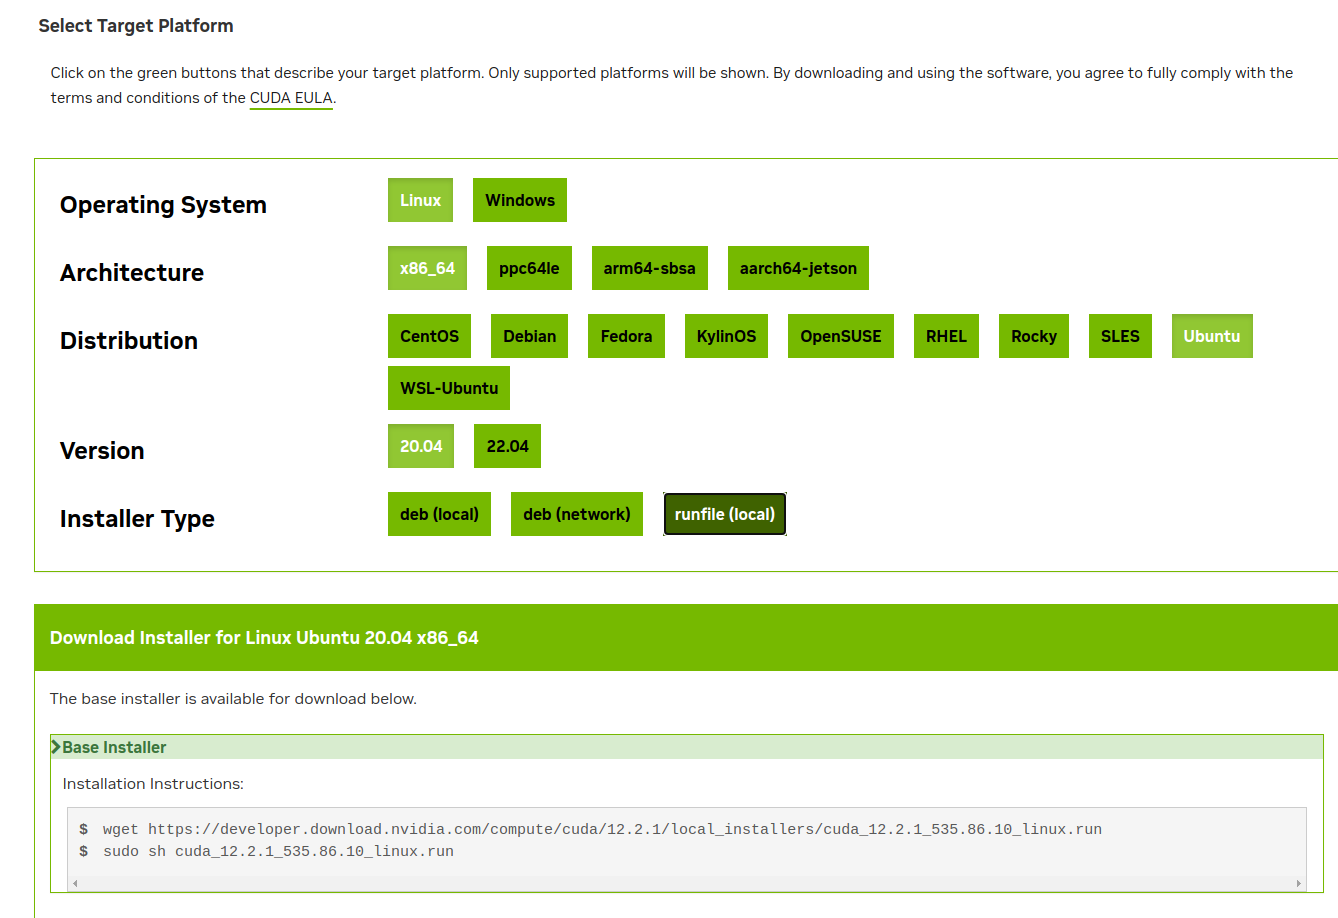 Select Target Platform
Click on the green buttons that describe your target platform. Only supported platforms will be shown. By downloading and using the software, you agree to fully comply with the
terms and conditions of the CUDA EULA.
Operating System
Linux Windows
Architecture
x86_64 ppc64le arm64-sbsa aarch64-jetson
Distribution
CentOS Debian Fedora KylinOS OpenSUSE RHEL Rocky SLES Ubuntu
WSL-Ubuntu
Version
20.04 22.04
Installer Type
deb (local) deb (network) runfile (local)
Download Installer for Linux Ubuntu 20.04 x86_64
The base installer is available for download below.
Base Installer
Installation Instructions:
$ wget https://developer.download.nvidia.com/compute/cuda/12.2.1/local_installers/cuda_12.2.1_535.86.10_linux.run
$ sudo sh cuda_12.2.1_535.86.10_linux.run